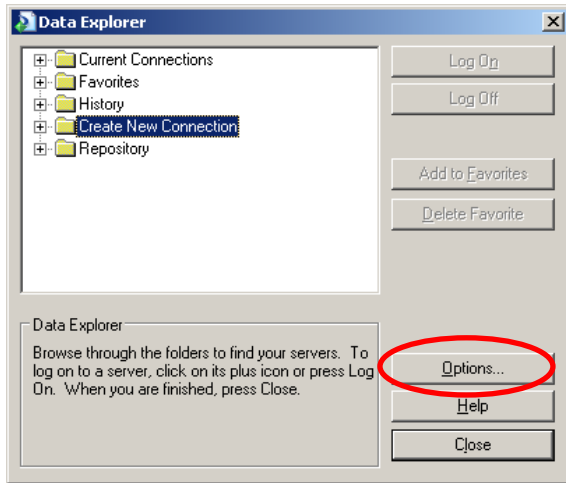 Data Explorer
Current Connections
Favorites
History
Create New Connection
Repository
Log On
Log Off
Add to Favorites
Delete Favorite
Data Explorer
Browse through the folders to find your servers. To
log on to a server, click on its plus icon or press Log
On. When you are finished, press Close.
Options...
Help
Close